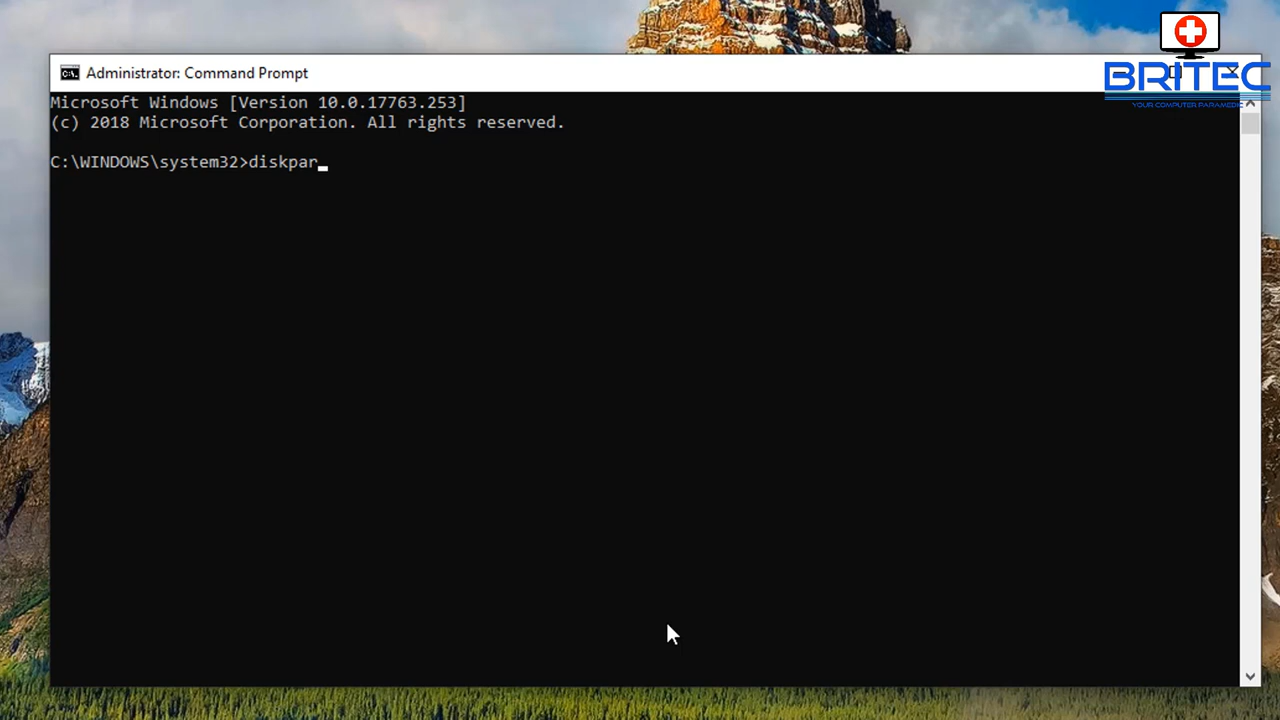 BRITEC
YOUR COMPUTER PARAMEDIC
Administrator: Command Prompt
Microsoft Windows [Version 10.0.17763.253]
(c) 2018 Microsoft Corporation. All rights reserved.
C:\WINDOWS\system32>diskpar